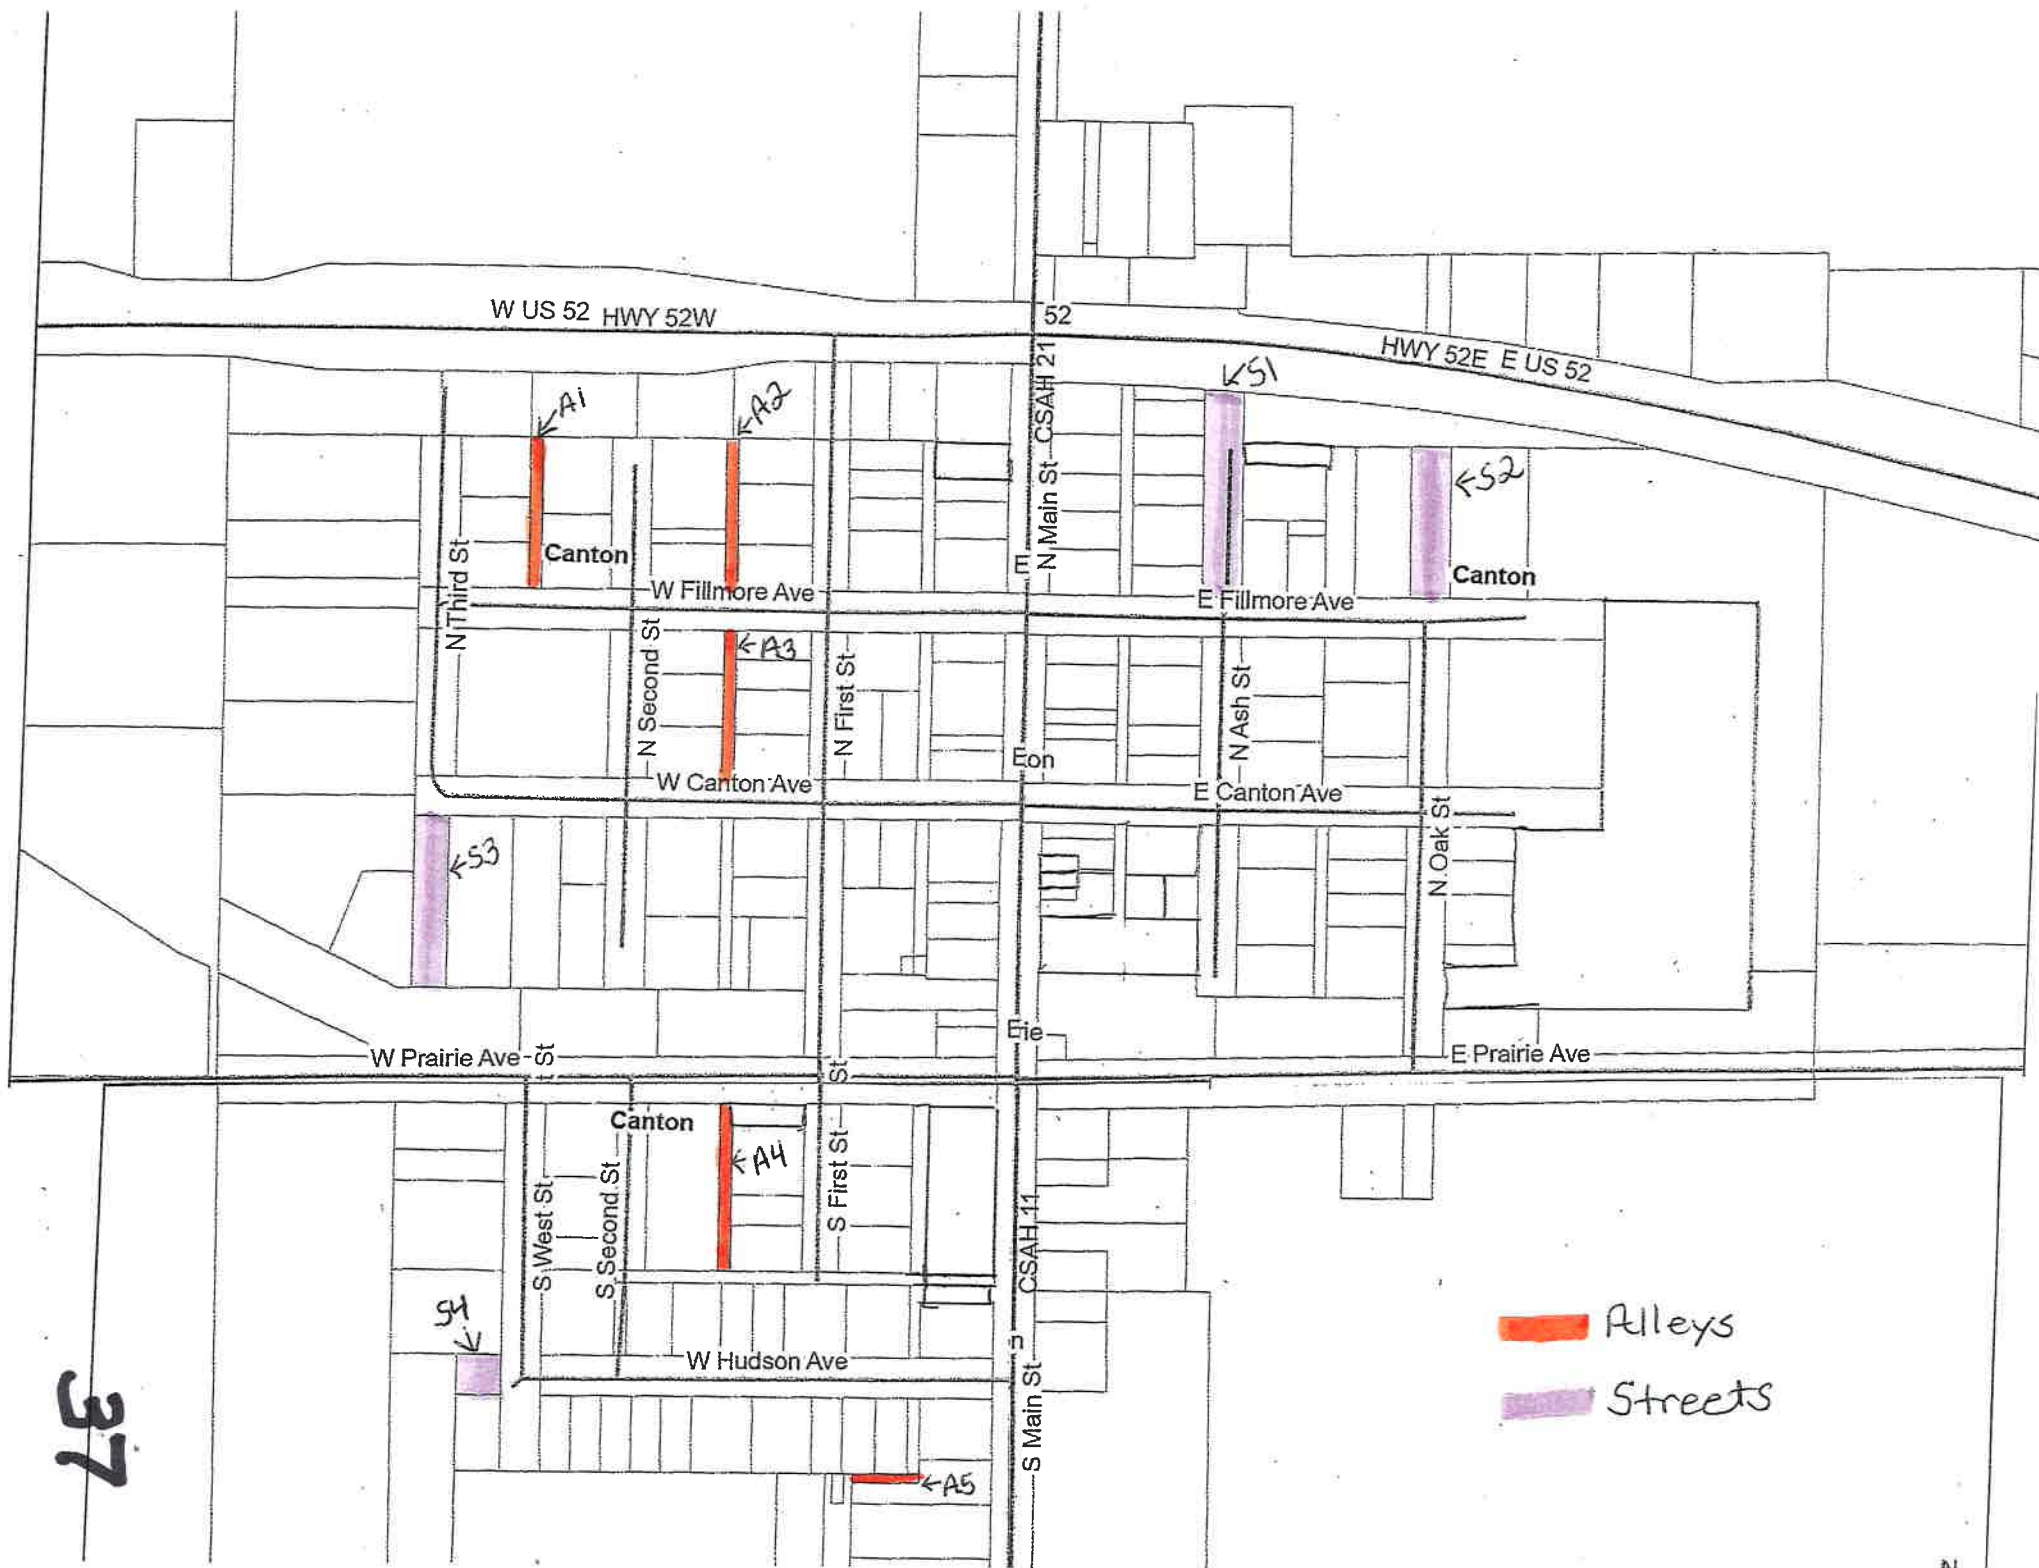 W US 52 HWY 52W
52
HWY 52E E US 52
CSAH 21
S1
A1
A2
S2
Canton
Canton
N Main St
E
N Third St
W Fillmore Ave
E Fillmore Ave
A3
N Second St
N First St
N Ash St
Eon
W Canton Ave
E Canton Ave
N Oak St
S3
Eie
W Prairie Ave
t St
St
E Prairie Ave
Canton
A4
S West St
S Second St
S First St
CSAH 11
S4
W Hudson Ave
S Main St
A5
Alleys
Streets
37
N